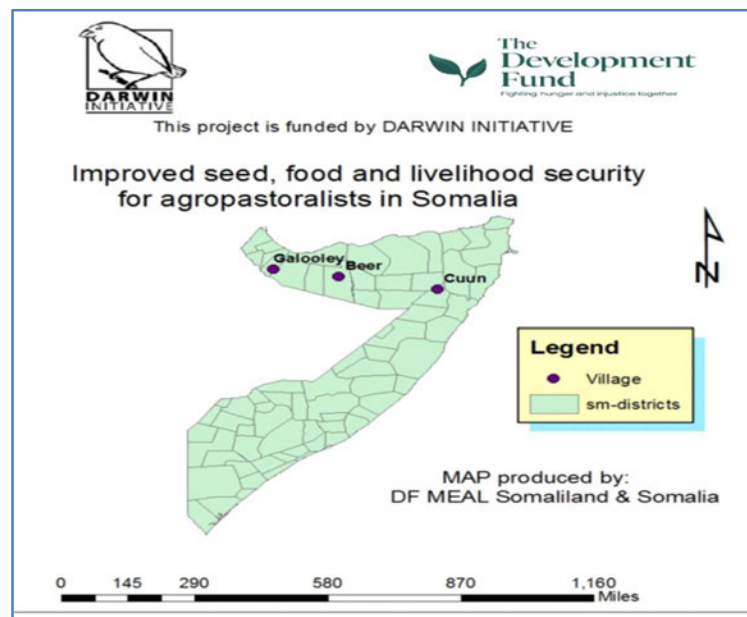 DARWIN
INITIATIVE
The
Development
Fund
Fighting hunger and injustice together
This project is funded by DARWIN INITIATIVE
Improved seed, food and livelihood security
for agropastoralists in Somalia
Galooley
Beer
Cuun
N
Legend
Village
sm-districts
MAP produced by:
DF MEAL Somaliland & Somalia
0 145 290 580 870 1,160
Miles